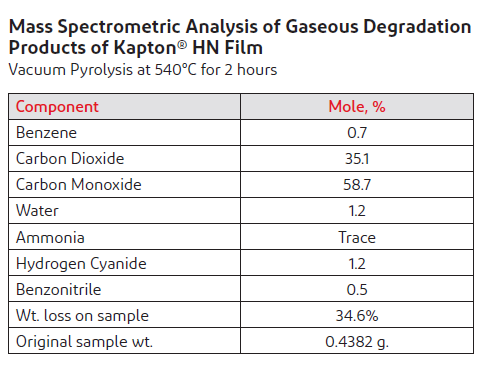 Mass Spectrometric Analysis of Gaseous Degradation
Products of Kapton® HN Film
Vacuum Pyrolysis at 540°C for 2 hours
Component Mole, %
Benzene 0.7
Carbon Dioxide 35.1
Carbon Monoxide 58.7
Water 1.2
Ammonia Trace
Hydrogen Cyanide 1.2
Benzonitrile 0.5
Wt. loss on sample 34.6%
Original sample wt. 0.4382 g.